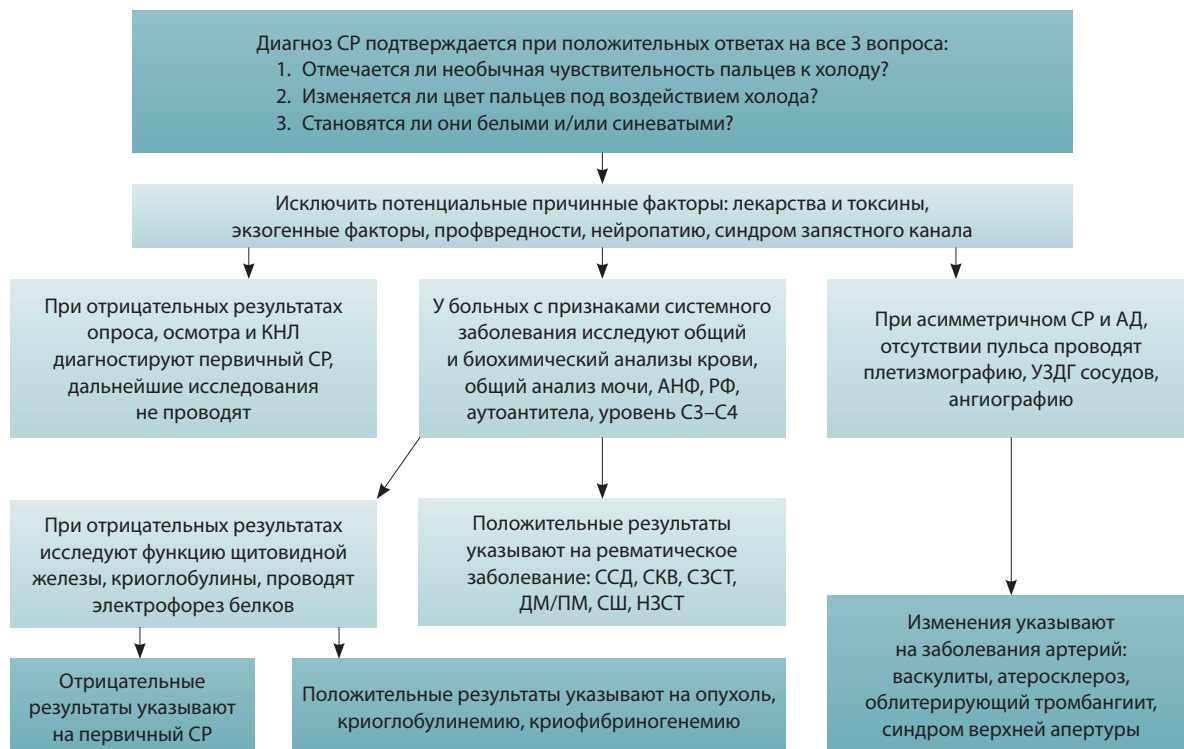 Диагноз СР подтверждается при положительных ответах на все 3 вопроса:
1. Отмечается ли необычная чувствительность пальцев к холоду?
2. Изменяется ли цвет пальцев под воздействием холода?
3. Становятся ли они белыми и/или синеватыми?
Исключить потенциальные причинные факторы: лекарства и токсины,
экзогенные факторы, профвредности, нейропатию, синдром запястного канала
При отрицательных результатах
опроса, осмотра и КНЛ
диагностируют первичный СР,
дальнейшие исследования
не проводят
У больных с признаками системного
заболевания исследуют общий
и биохимический анализы крови,
общий анализ мочи, АНФ, РФ,
аутоантитела, уровень С3–С4
При асимметричном СР и АД,
отсутствии пульса проводят
плетизмографию, УЗДГ сосудов,
ангиографию
При отрицательных результатах
исследуют функцию щитовидной
железы, криоглобулины, проводят
электрофорез белков
Положительные результаты
указывают на ревматическое
заболевание: ССД, СКВ, СЗСТ,
ДМ/ПМ, СШ, НЗСТ
Изменения указывают
на заболевания артерий:
васкулиты, атеросклероз,
облитерирующий тромбангиит,
синдром верхней апертуры
Отрицательные
результаты указывают
на первичный СР
Положительные результаты указывают на опухоль,
криоглобулинемию, криофибриногенемию